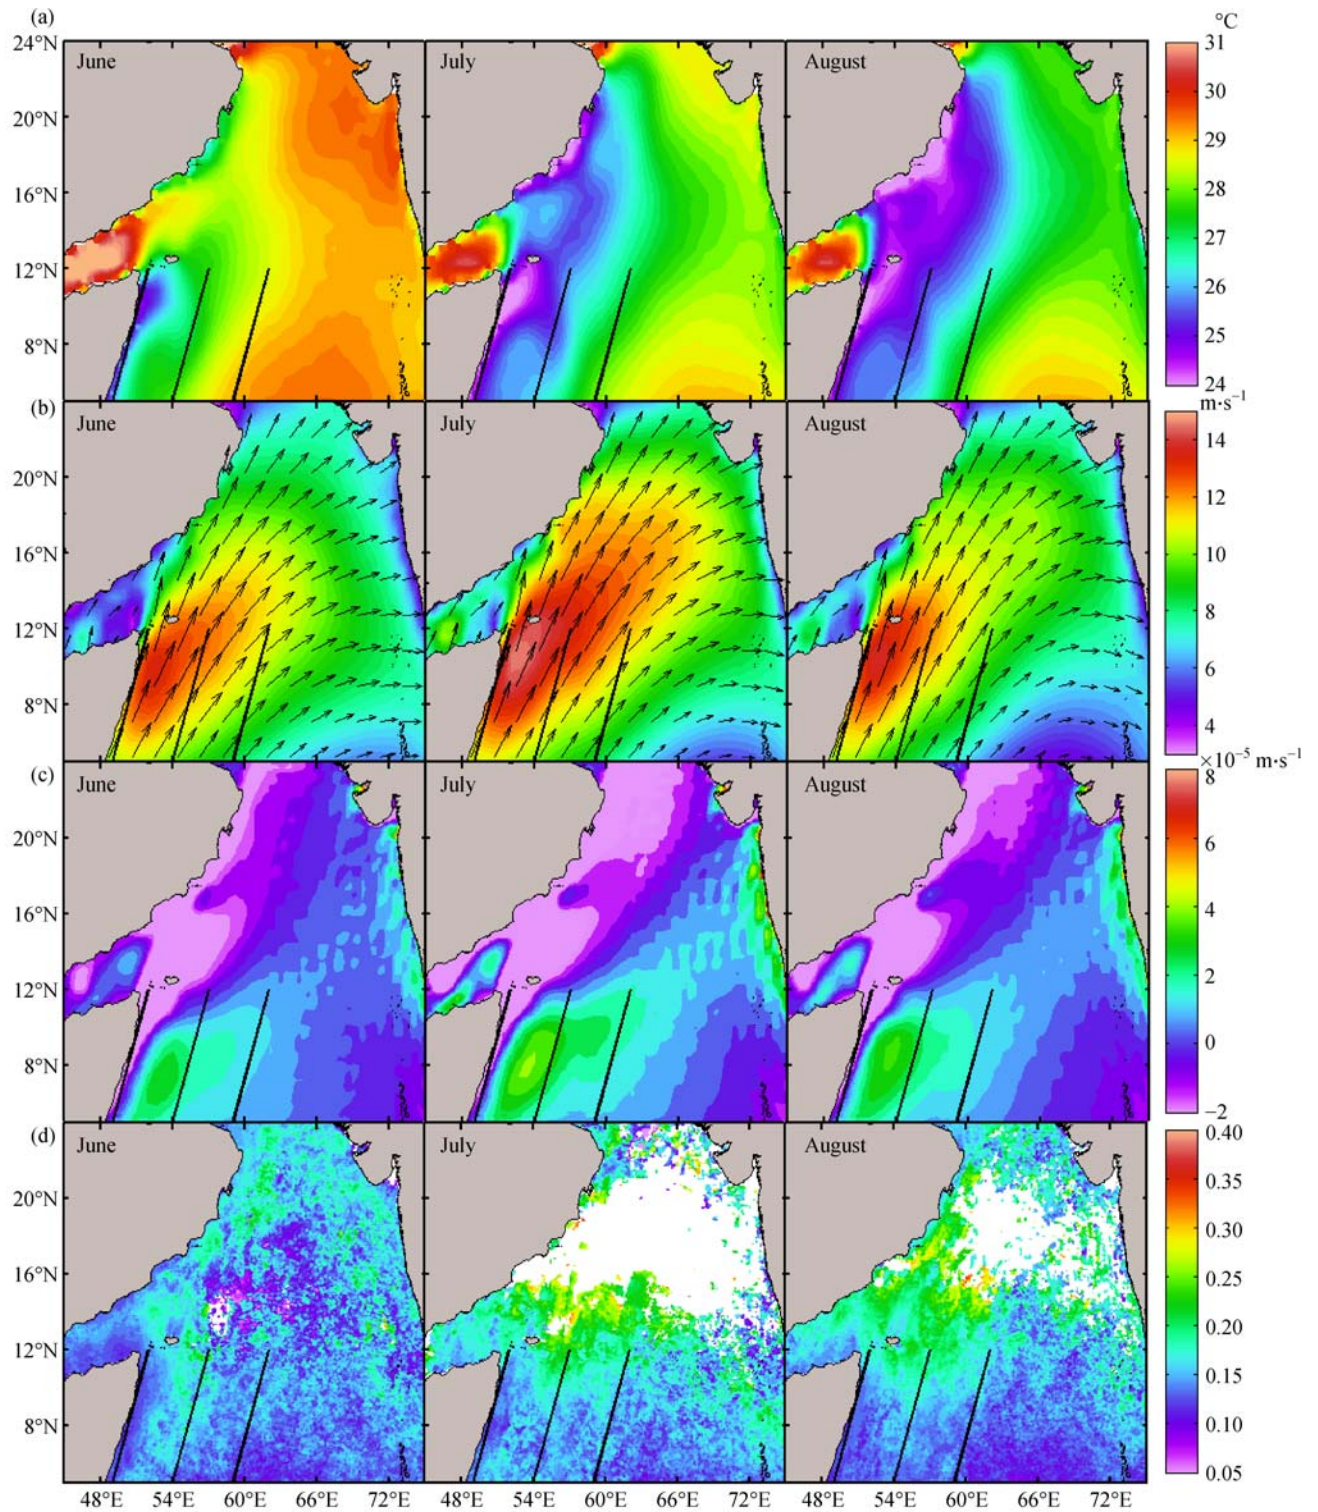 (a)
°C
24°N June July August 31
30
20°N
29
16°N 28
27
12°N
26
8°N
25
24
(b) m·s⁻¹
June July August
14
20°N
12
16°N
10
12°N 8
6
8°N
4
(c) ×10⁻⁵ m·s⁻¹
June July August 8
20°N 6
16°N 4
2
12°N
0
8°N
−2
(d) June July August 0.40
0.35
20°N
0.30
16°N
0.25
0.20
12°N
0.15
8°N 0.10
0.05
48°E 54°E 60°E 66°E 72°E 48°E 54°E 60°E 66°E 72°E 48°E 54°E 60°E 66°E 72°E